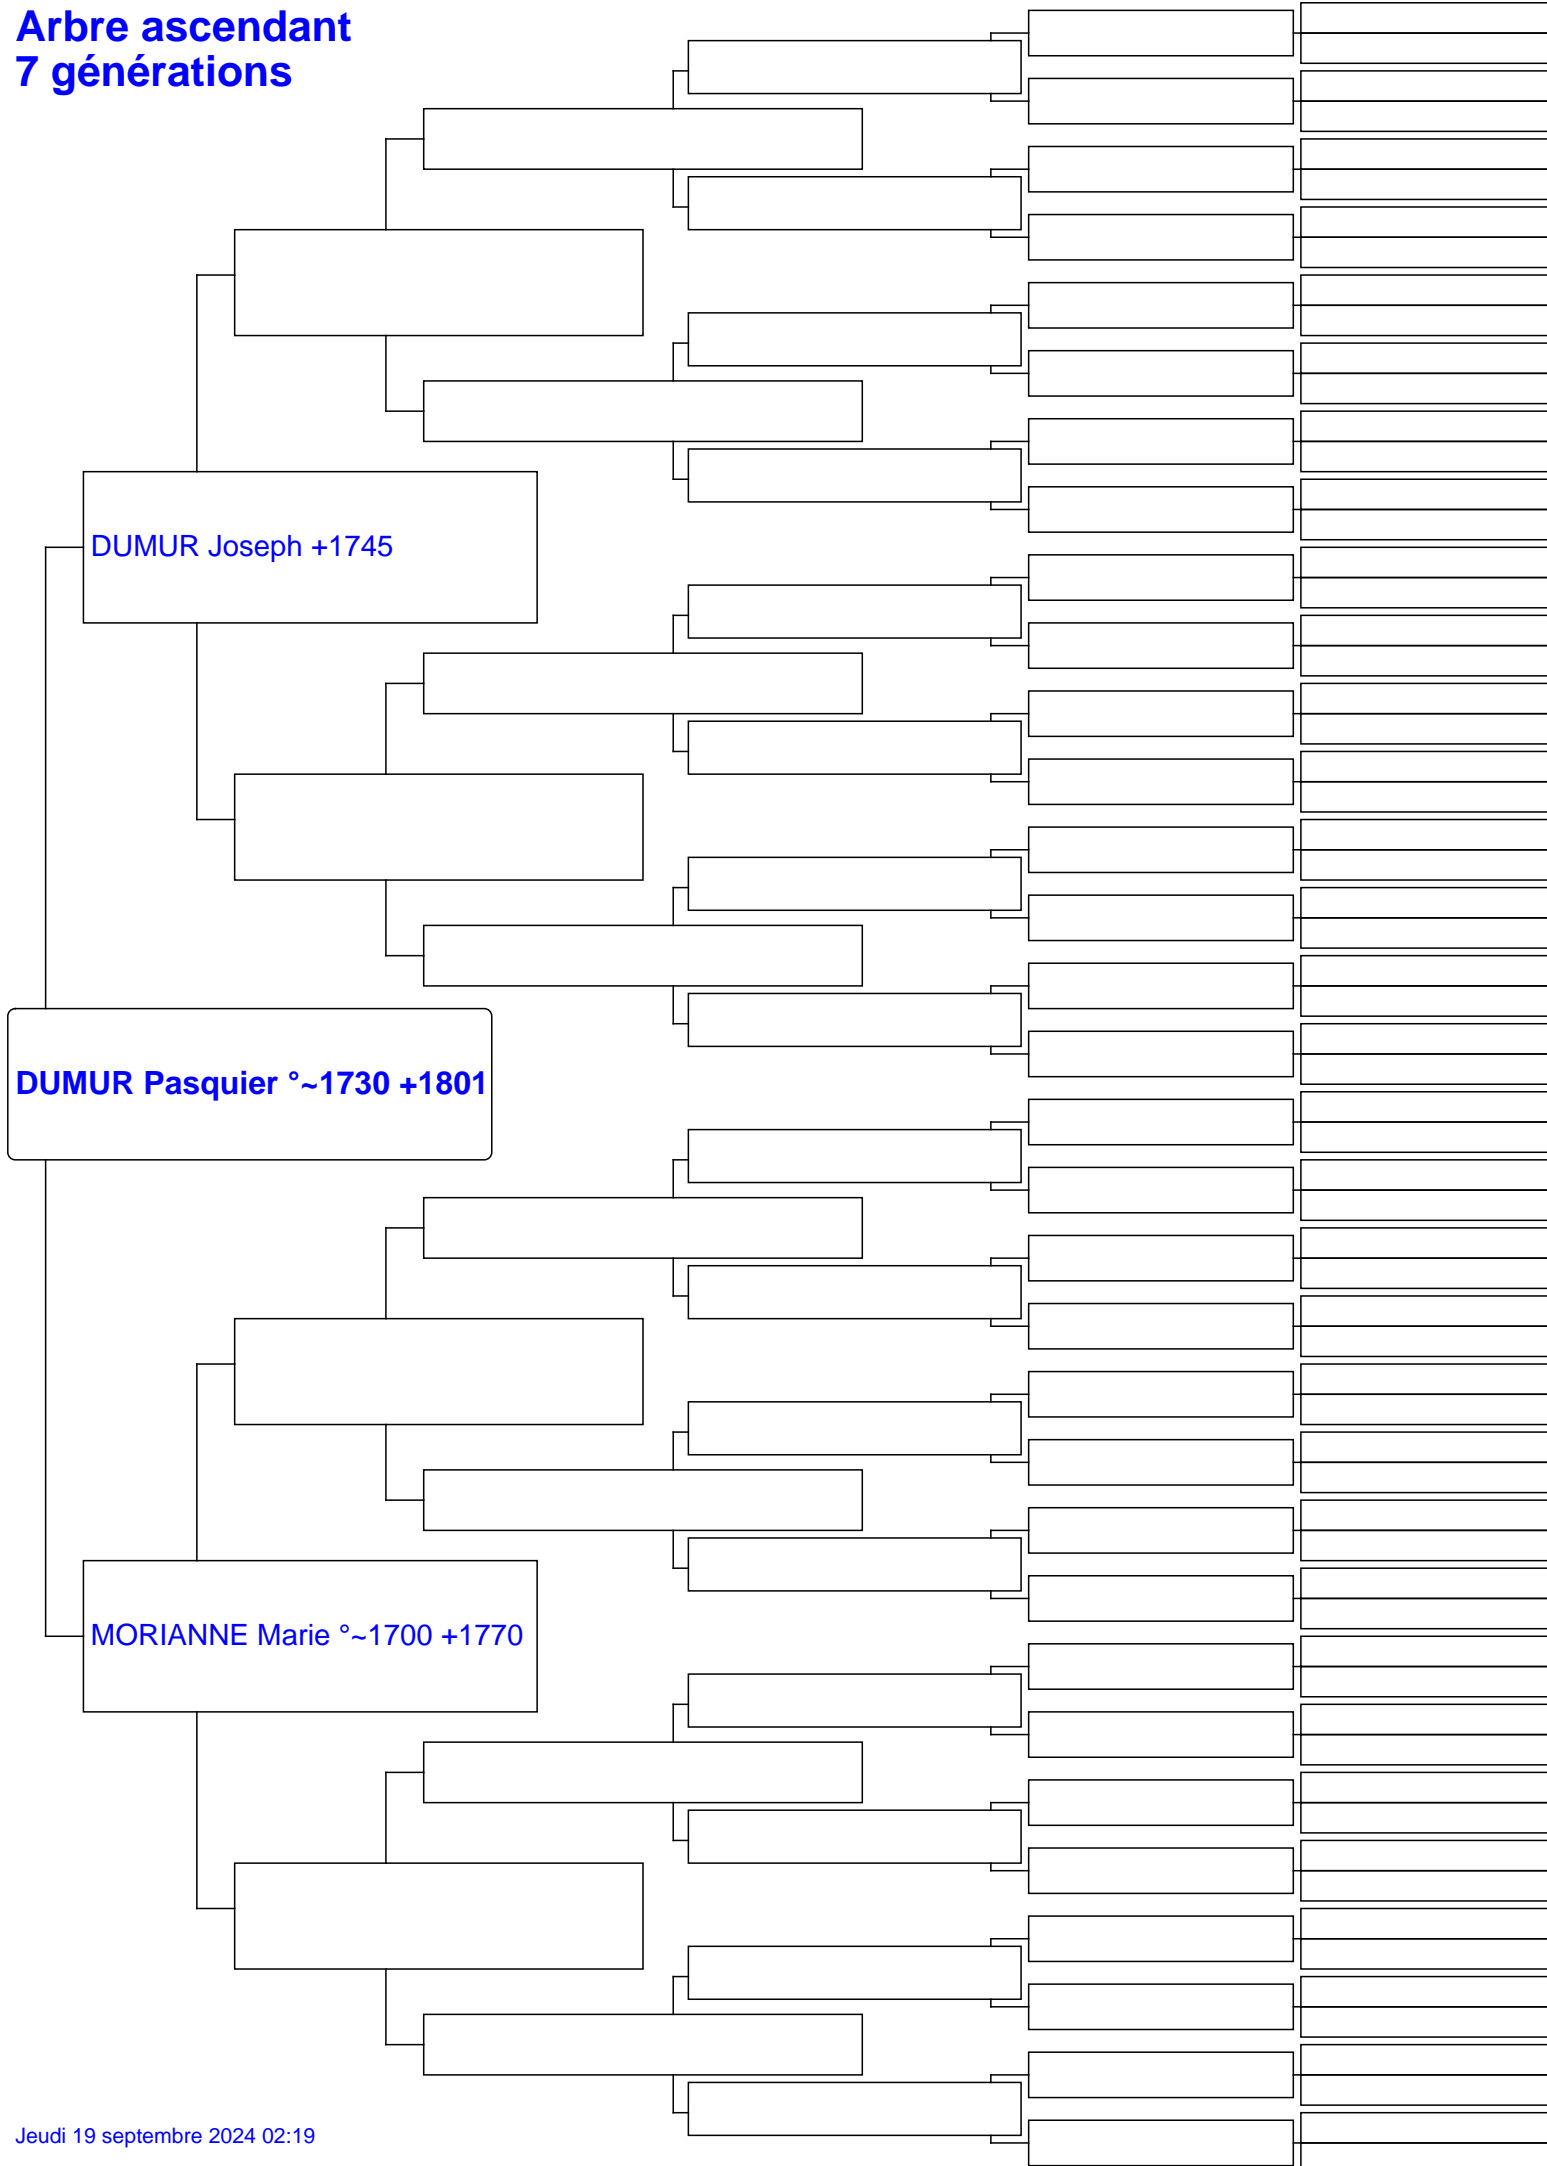 Arbre ascendant
7 générations
DUMUR Joseph +1745
DUMUR Pasquier °~1730 +1801
MORIANNE Marie °~1700 +1770
Jeudi 19 septembre 2024 02:19